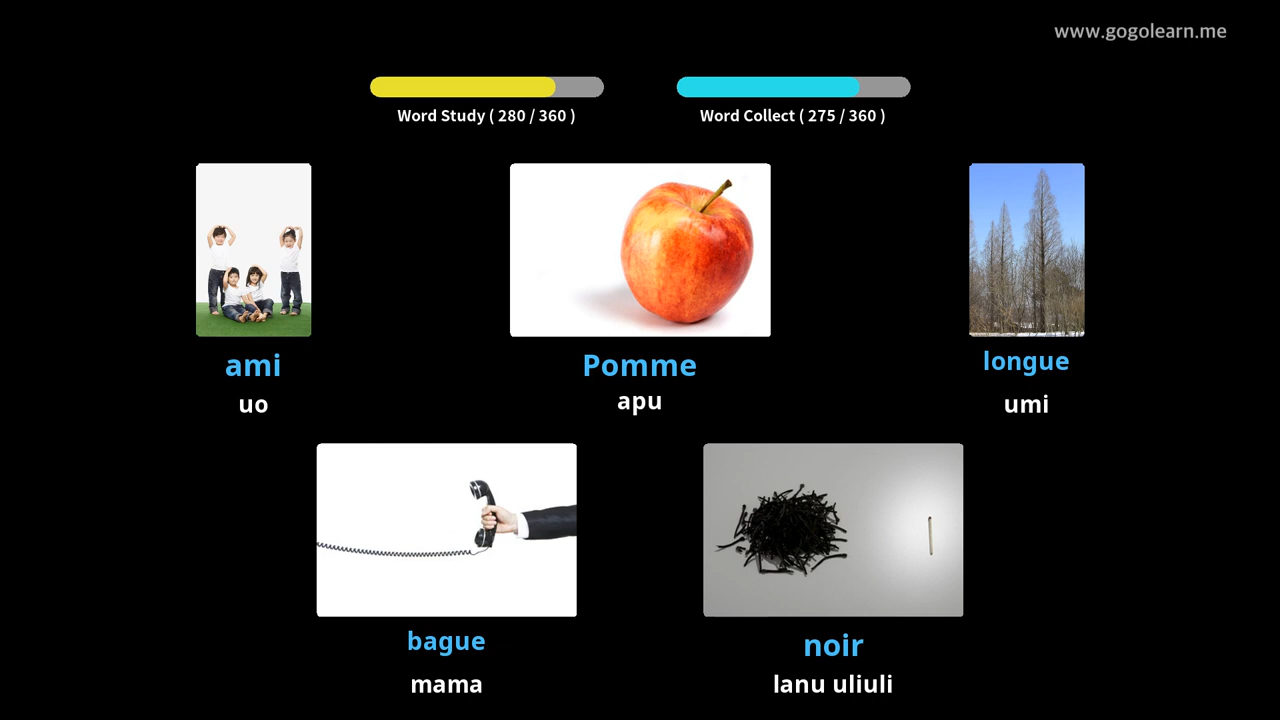 www.gogolearn.me
Word Study ( 280 / 360 )
Word Collect ( 275 / 360 )
ami
uo
Pomme
apu
longue
umi
bague
mama
noir
lanu uliuli